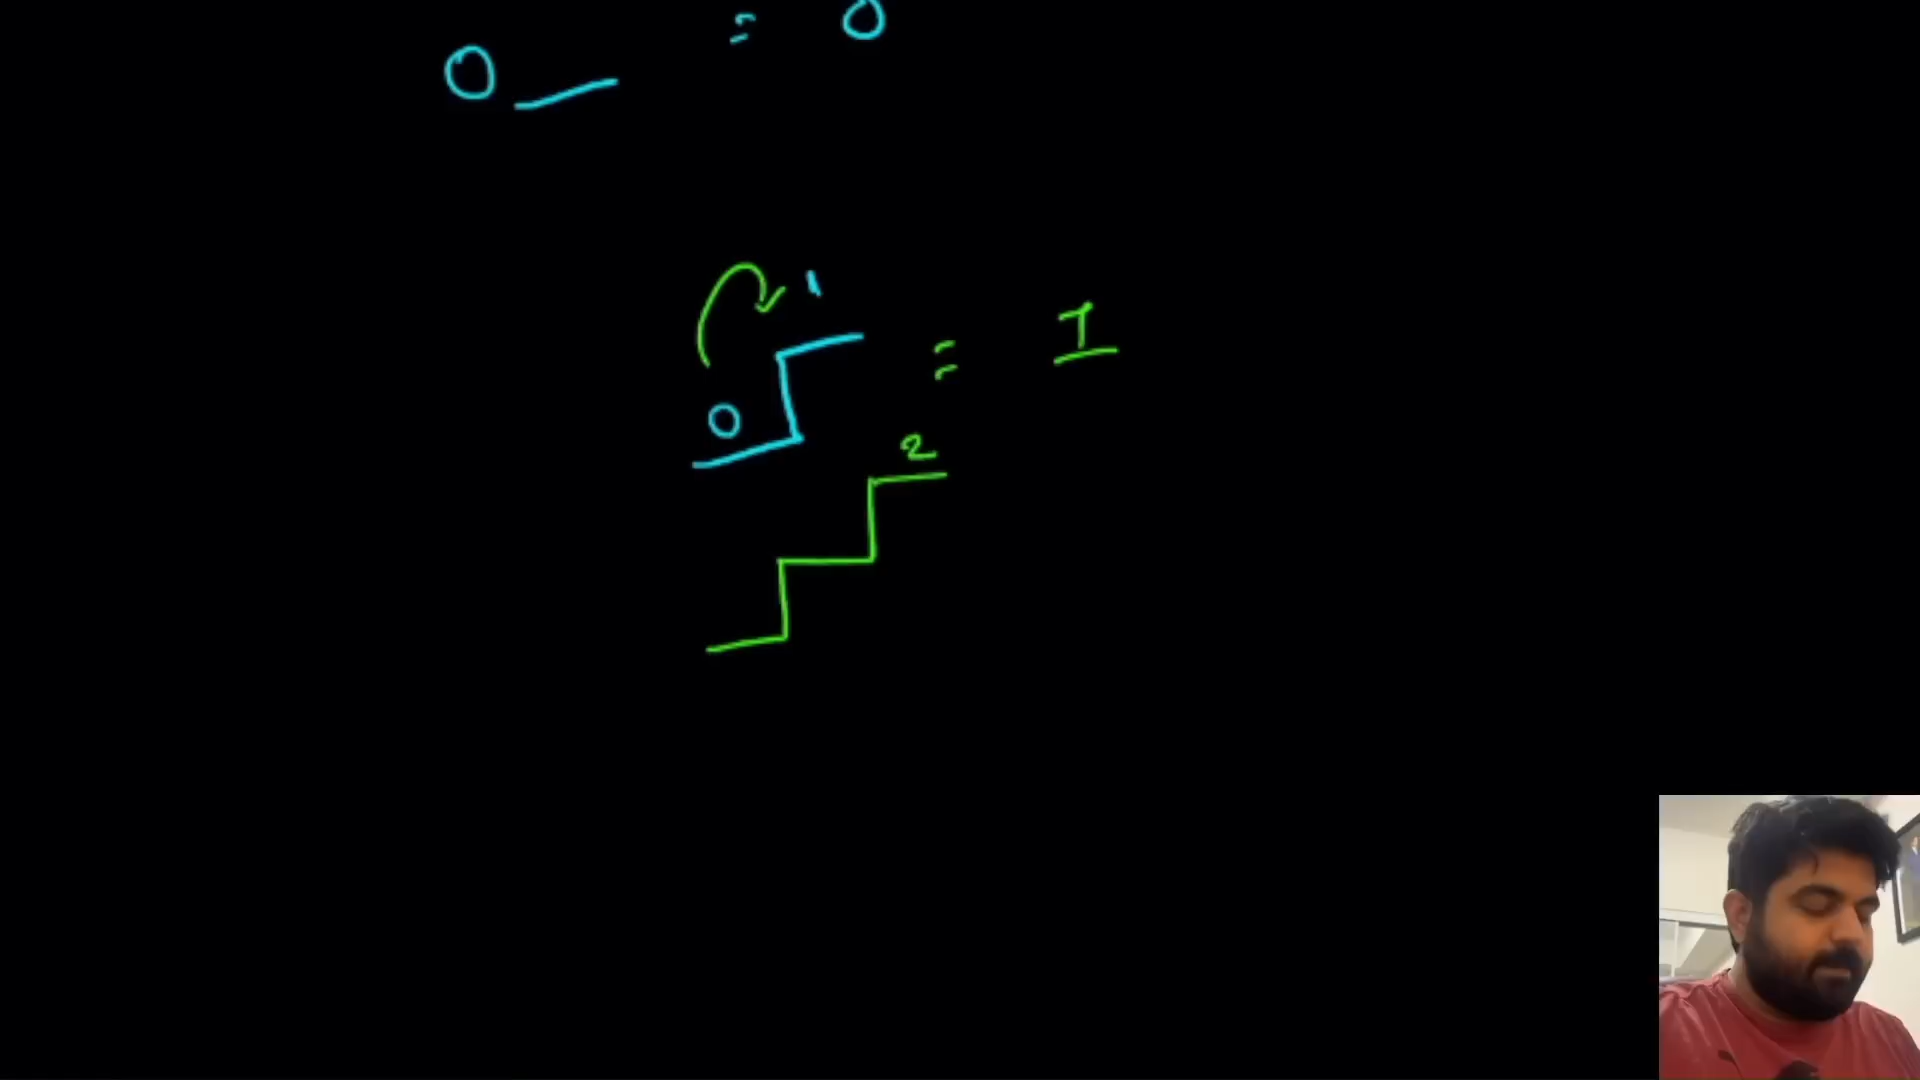 0 = 0
1
0 = 1
2